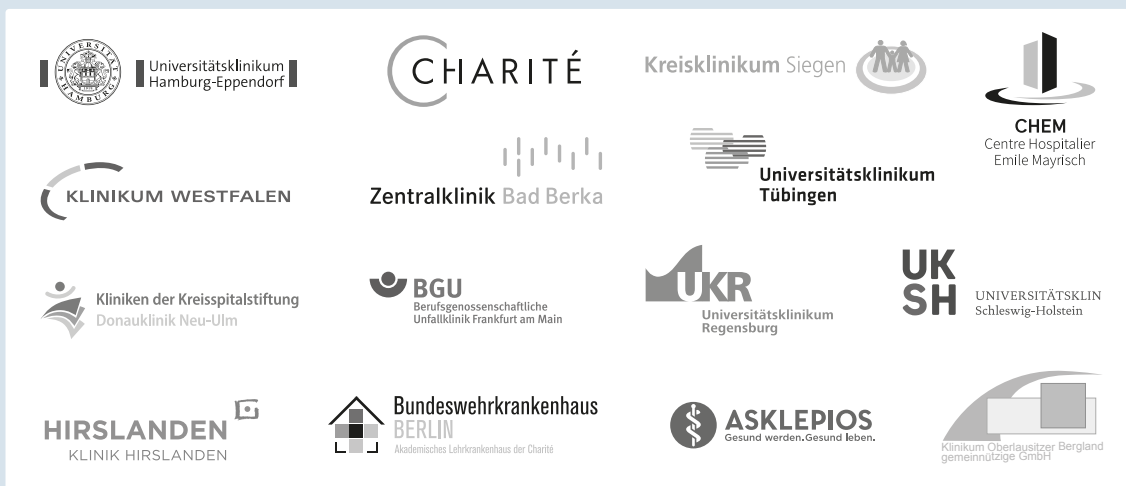 UNIVERSITÄT HAMBURG
Universitätsklinikum
Hamburg-Eppendorf
CHARITÉ
Kreisklinikum Siegen
CHEM
Centre Hospitalier
Emile Mayrisch
KLINIKUM WESTFALEN
Zentralklinik Bad Berka
Universitätsklinikum
Tübingen
Kliniken der Kreisspitalstiftung
Donauklinik Neu-Ulm
BGU
Berufsgenossenschaftliche
Unfallklinik Frankfurt am Main
UKR
Universitätsklinikum
Regensburg
UK
SH
UNIVERSITÄTSKLIN
Schleswig-Holstein
HIRSLANDEN
KLINIK HIRSLANDEN
Bundeswehrkrankenhaus
BERLIN
Akademisches Lehrkrankenhaus der Charité
ASKLEPIOS
Gesund werden.Gesund leben.
Klinikum Oberlausitzer Bergland
gemeinnützige GmbH